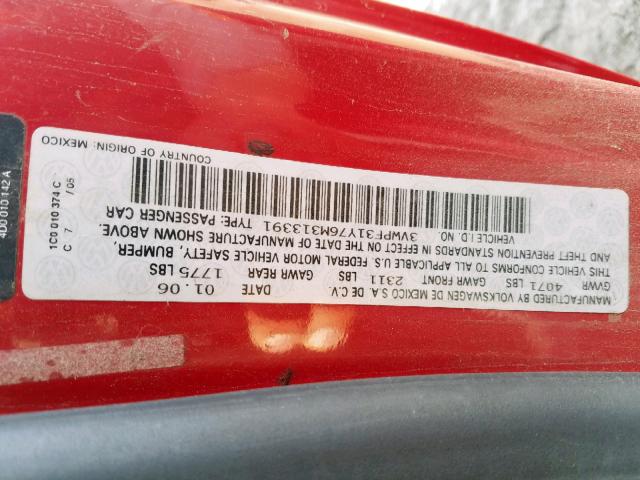 MANUFACTURED BY VOLKSWAGEN DE MEXICO S.A. DE C.V. DATE
GVWR GAWR FRONT GAWR REAR 01.06
4071 LBS 2311 LBS 1775 LBS
THIS VEHICLE CONFORMS TO ALL APPLICABLE U.S. FEDERAL MOTOR VEHICLE SAFETY, BUMPER,
AND THEFT PREVENTION STANDARDS IN EFFECT ON THE DATE OF MANUFACTURE SHOWN ABOVE.
VEHICLE I.D. NO.
3VWPF31Y76M313391 TYPE: PASSENGER CAR
COUNTRY OF ORIGIN: MEXICO
1C0 010 374 C
C 7 / 05
4D0 010 142 A